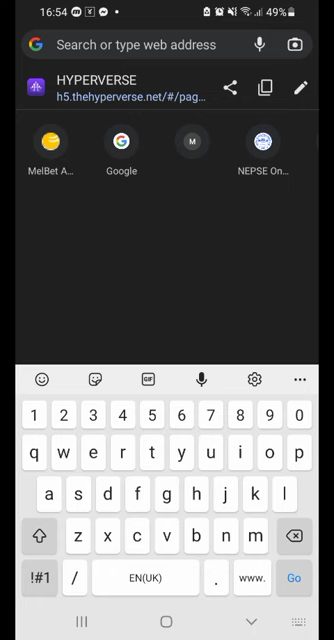 16:54
49%
G Search or type web address
HYPERVERSE
h5.thehyperverse.net/#/pag...
M
MelBet A...
Google
NEPSE On...
GIF
1 2 3 4 5 6 7 8 9 0
q w e r t y u i o p
a s d f g h j k l
z x c v b n m
!#1 / EN(UK) . www. Go